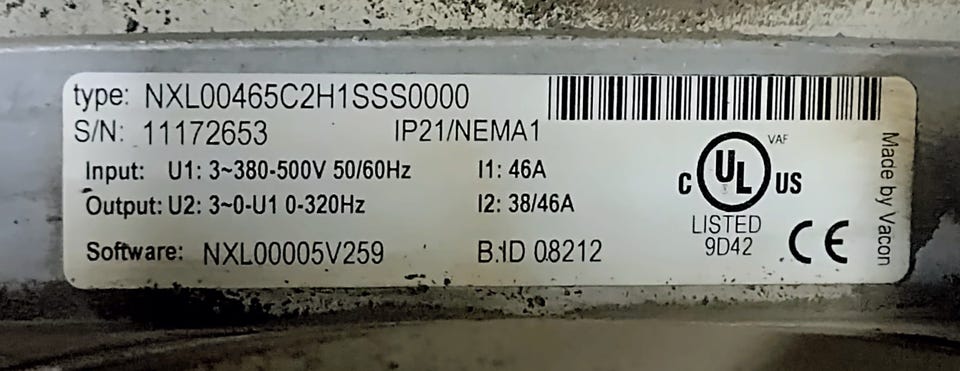 type: NXL00465C2H1SSS0000
S/N: 11172653 IP21/NEMA1
Input: U1: 3~380-500V 50/60Hz I1: 46A
Output: U2: 3~0-U1 0-320Hz I2: 38/46A
Software: NXL00005V259 B.ID 08212
VAF
C UL US
LISTED
9D42
CE
Made by Vacon